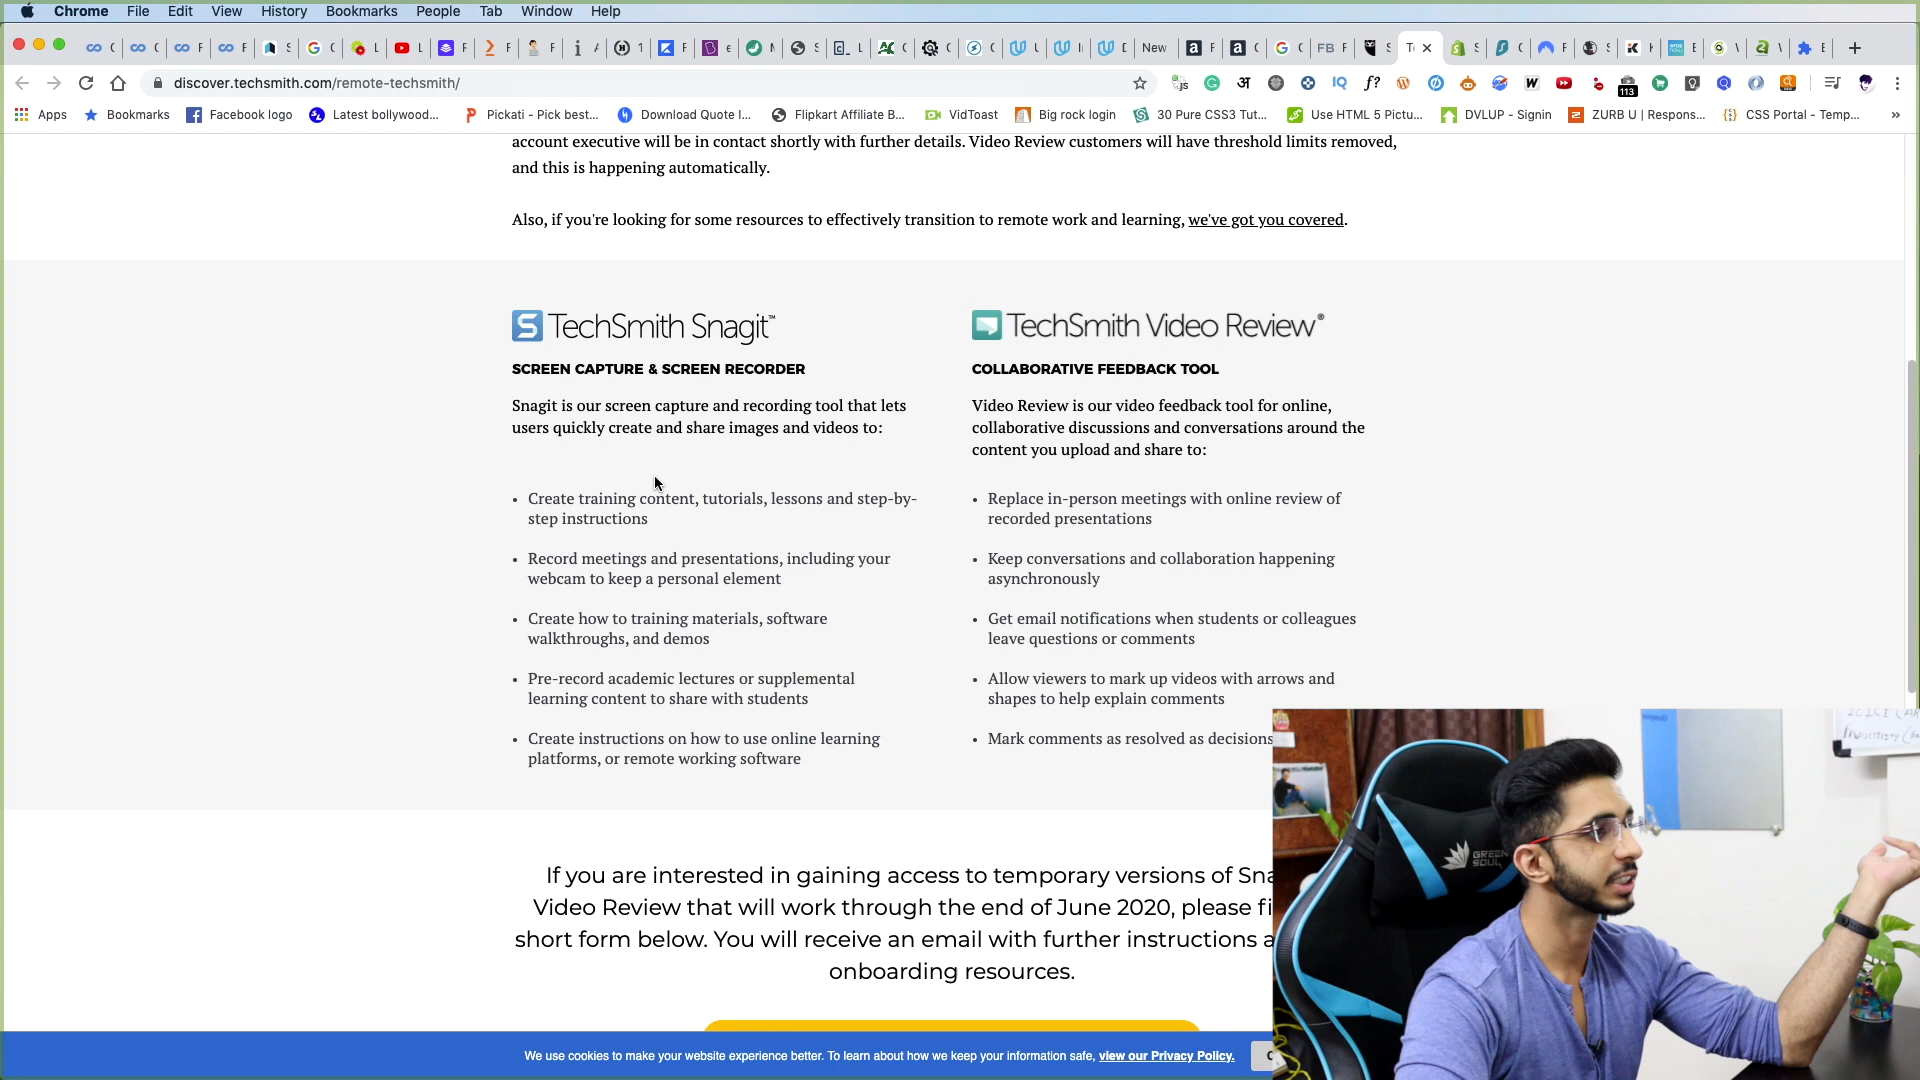 Chrome File Edit View History Bookmarks People Tab Window Help
New
discover.techsmith.com/remote-techsmith/
113
Apps Bookmarks Facebook logo Latest bollywood... Pickati - Pick best... Download Quote I... Flipkart Affiliate B... VidToast Big rock login 30 Pure CSS3 Tut... Use HTML 5 Pictu... DVLUP - Signin ZURB U | Respons... CSS Portal - Temp... »
account executive will be in contact shortly with further details. Video Review customers will have threshold limits removed,
and this is happening automatically.
Also, if you're looking for some resources to effectively transition to remote work and learning, we've got you covered.
TechSmith Snagit™
SCREEN CAPTURE & SCREEN RECORDER
Snagit is our screen capture and recording tool that lets
users quickly create and share images and videos to:
• Create training content, tutorials, lessons and step-by-
step instructions
• Record meetings and presentations, including your
webcam to keep a personal element
• Create how to training materials, software
walkthroughs, and demos
• Pre-record academic lectures or supplemental
learning content to share with students
• Create instructions on how to use online learning
platforms, or remote working software
TechSmith Video Review®
COLLABORATIVE FEEDBACK TOOL
Video Review is our video feedback tool for online,
collaborative discussions and conversations around the
content you upload and share to:
• Replace in-person meetings with online review of
recorded presentations
• Keep conversations and collaboration happening
asynchronously
• Get email notifications when students or colleagues
leave questions or comments
• Allow viewers to mark up videos with arrows and
shapes to help explain comments
• Mark comments as resolved as decisions
If you are interested in gaining access to temporary versions of Sna
Video Review that will work through the end of June 2020, please fi
short form below. You will receive an email with further instructions a
onboarding resources.
We use cookies to make your website experience better. To learn about how we keep your information safe, view our Privacy Policy.
GREEN
SOUL